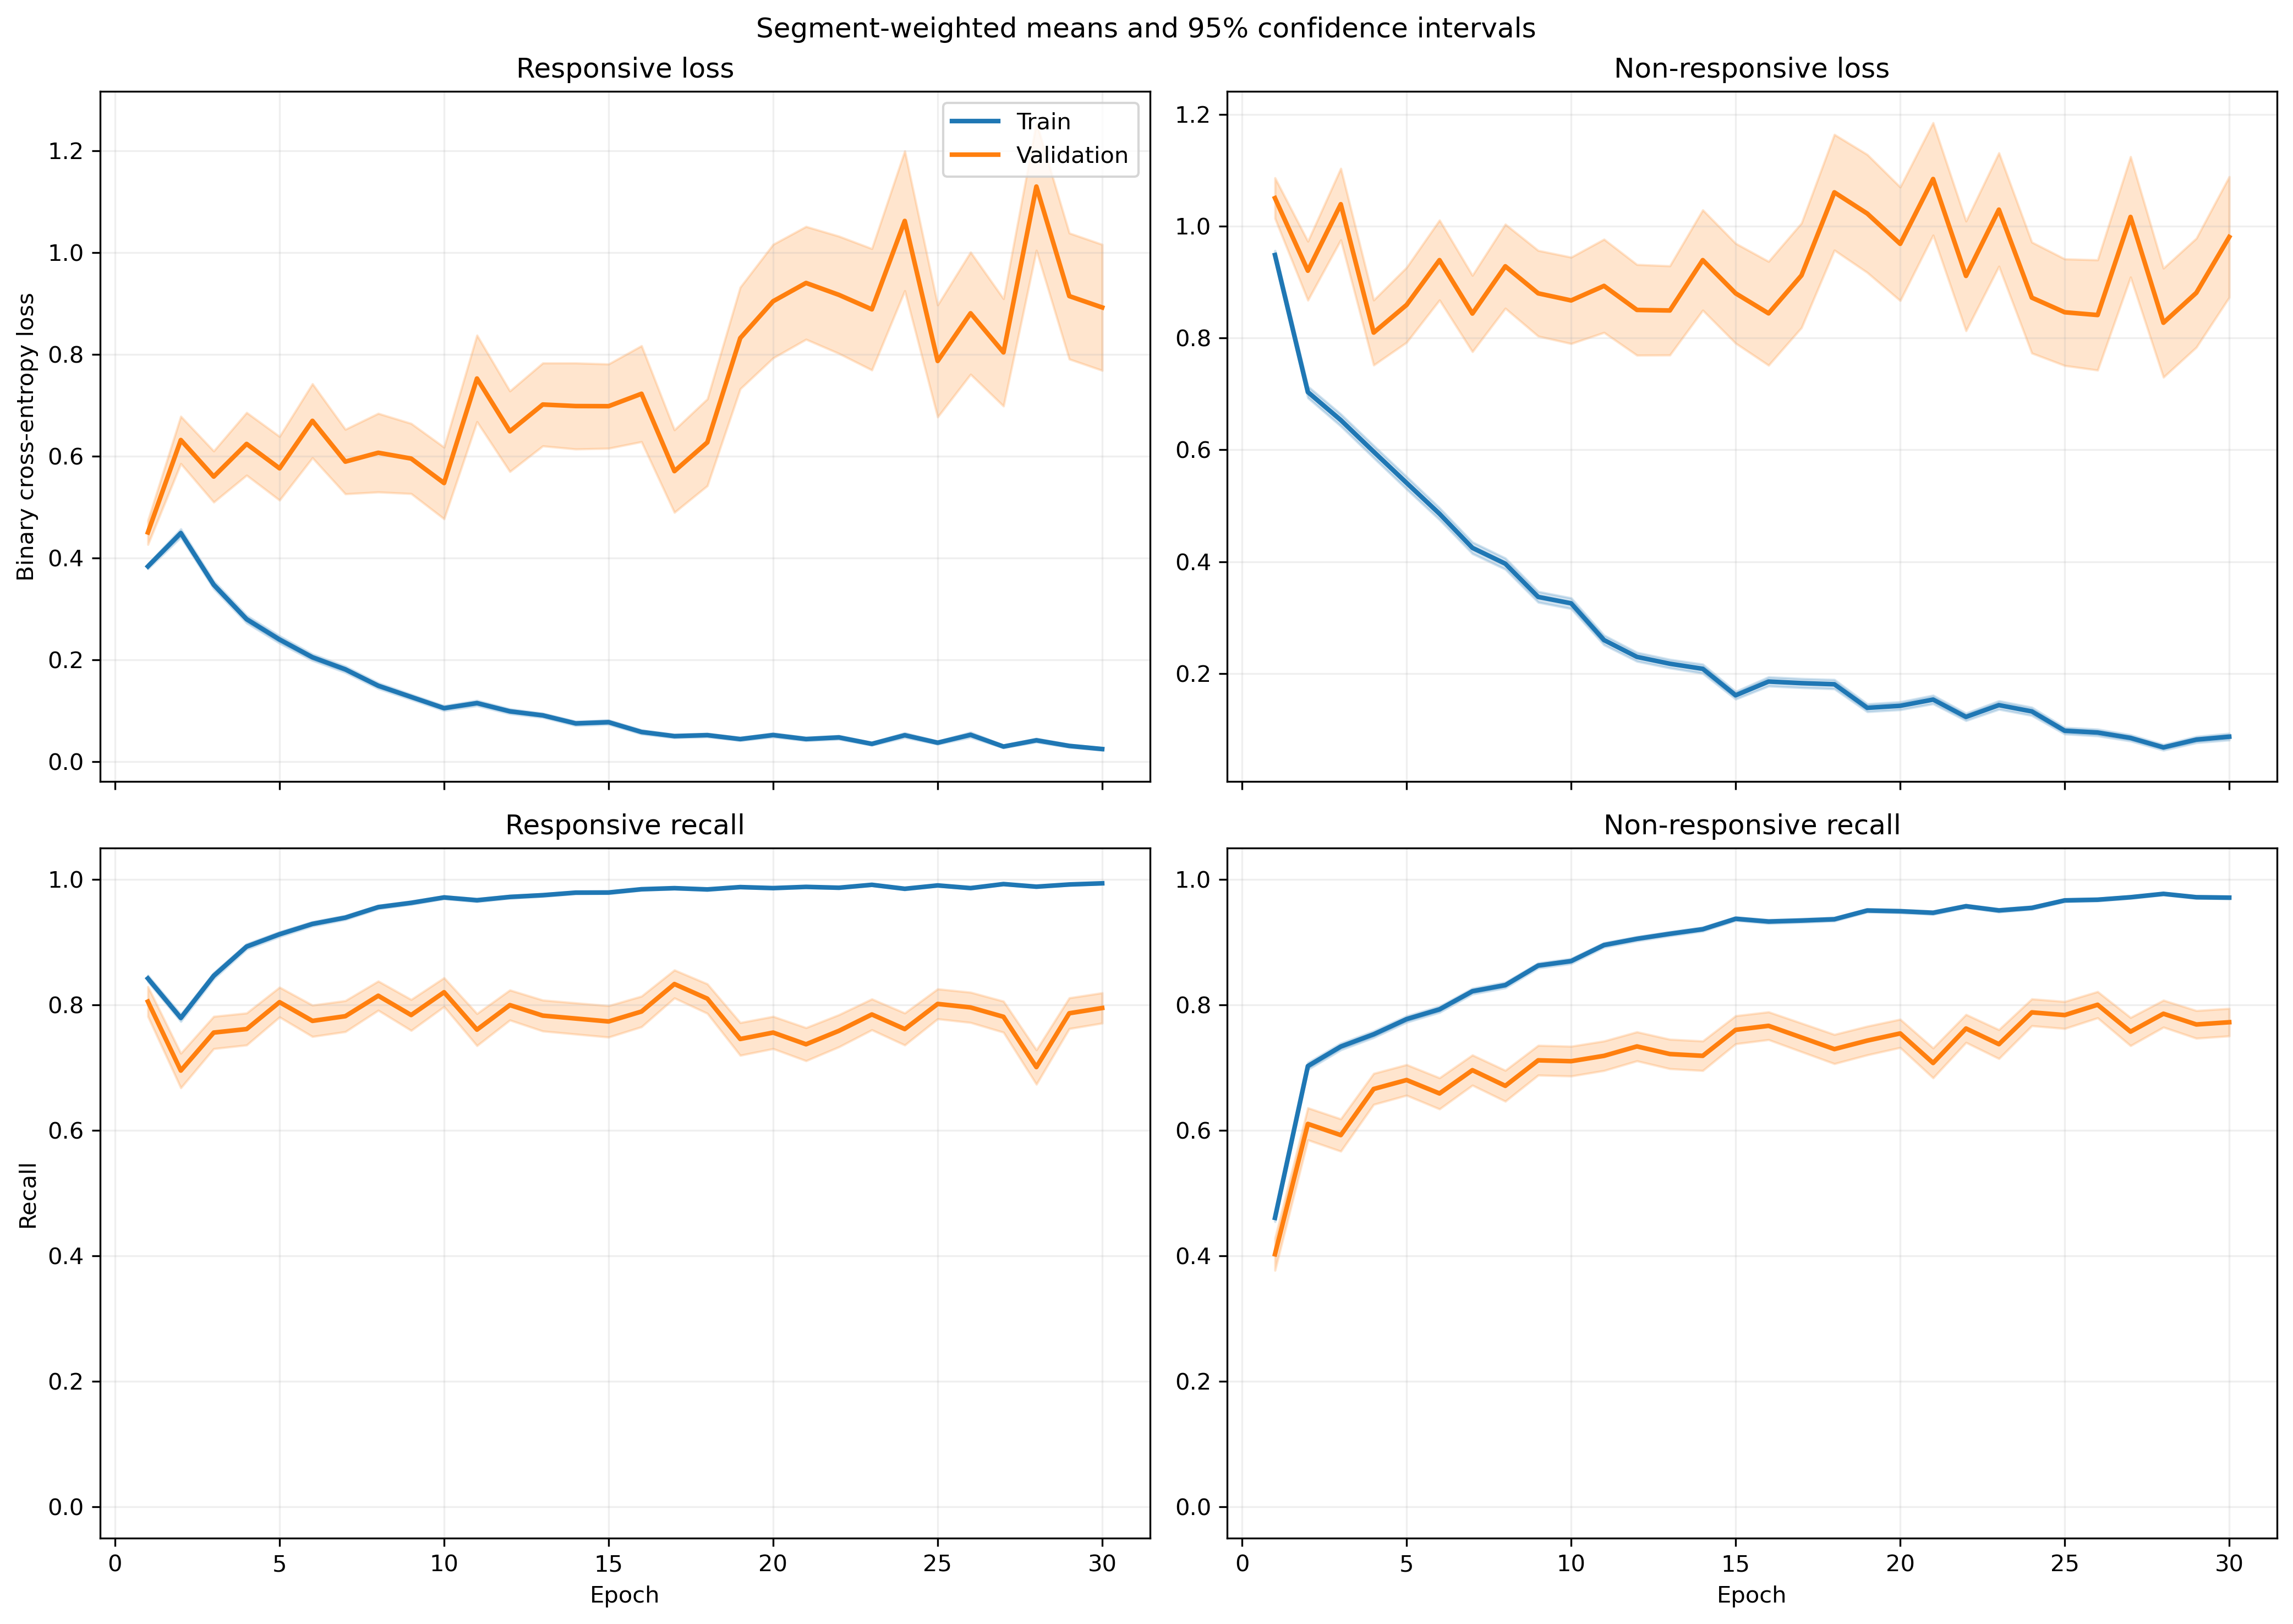 Segment-weighted means and 95% confidence intervals
Responsive loss
Binary cross-entropy loss
1.2
1.0
0.8
0.6
0.4
0.2
0.0
Train
Validation
Non-responsive loss
1.2
1.0
0.8
0.6
0.4
0.2
Responsive recall
Recall
1.0
0.8
0.6
0.4
0.2
0.0
0 5 10 15 20 25 30
Epoch
Non-responsive recall
1.0
0.8
0.6
0.4
0.2
0.0
0 5 10 15 20 25 30
Epoch